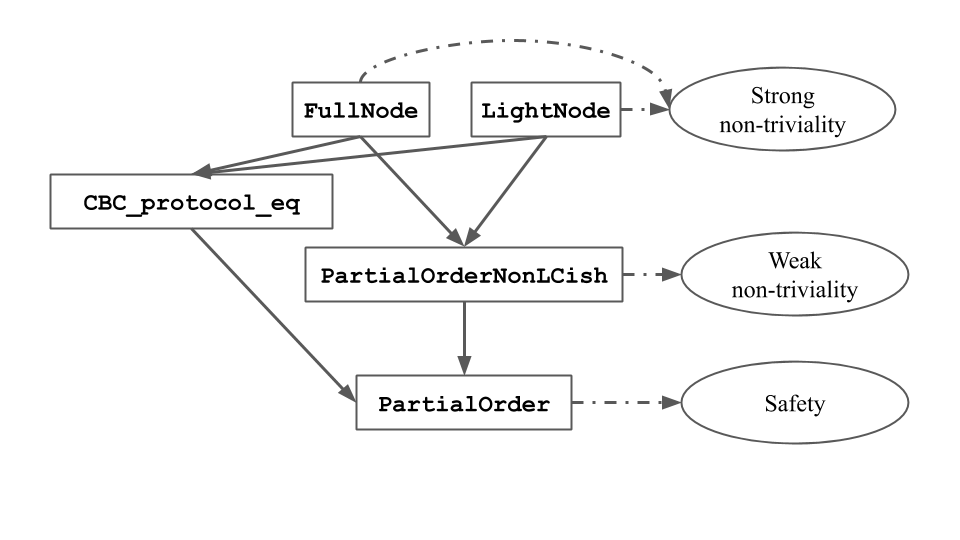 FullNode
LightNode
Strong
non-triviality
CBC_protocol_eq
PartialOrderNonLCish
Weak
non-triviality
PartialOrder
Safety